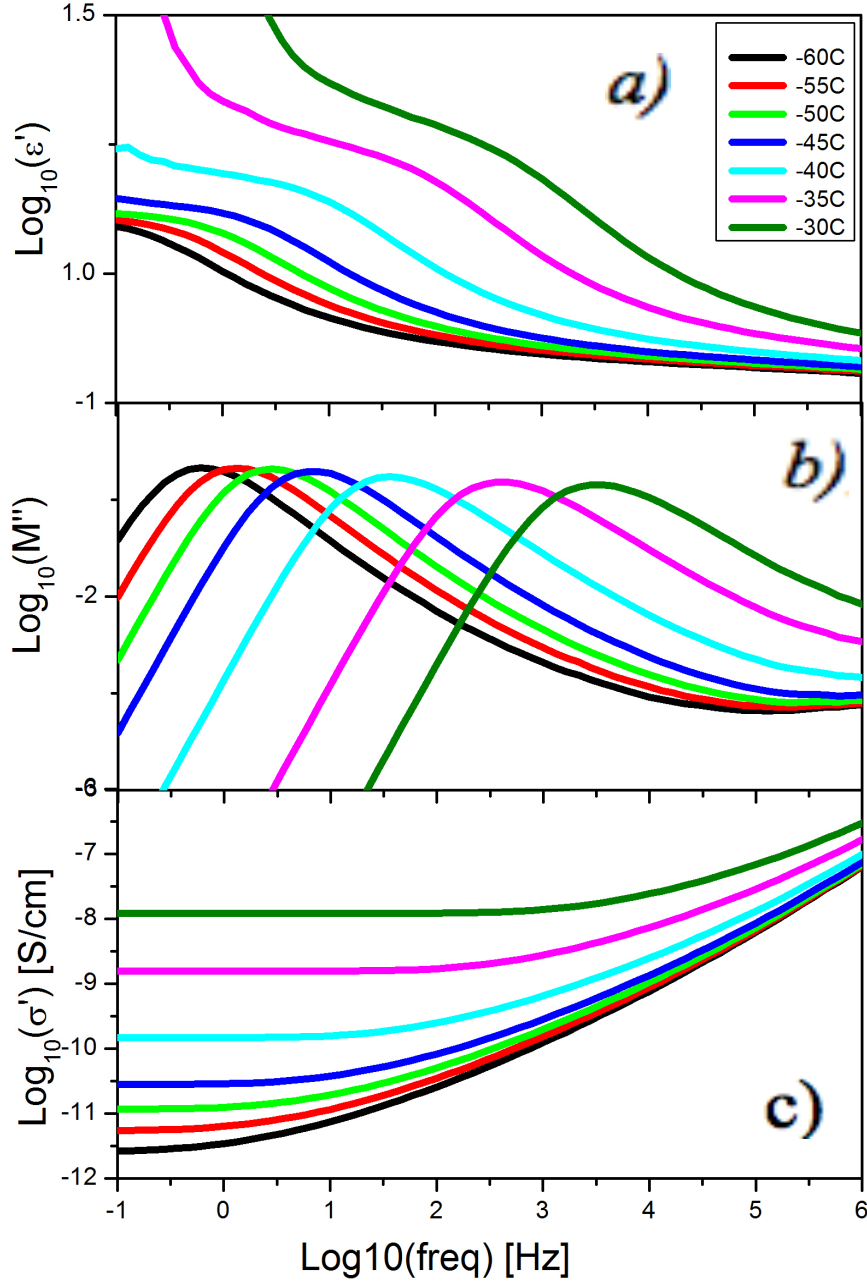 1.5
1.0
Log10(ε')
a)
-60C
-55C
-50C
-45C
-40C
-35C
-30C
-1
-2
Log10(M'')
b)
-6
-7
-8
-9
-10
-11
-12
Log10(σ') [S/cm]
c)
-1 0 1 2 3 4 5 6
Log10(freq) [Hz]